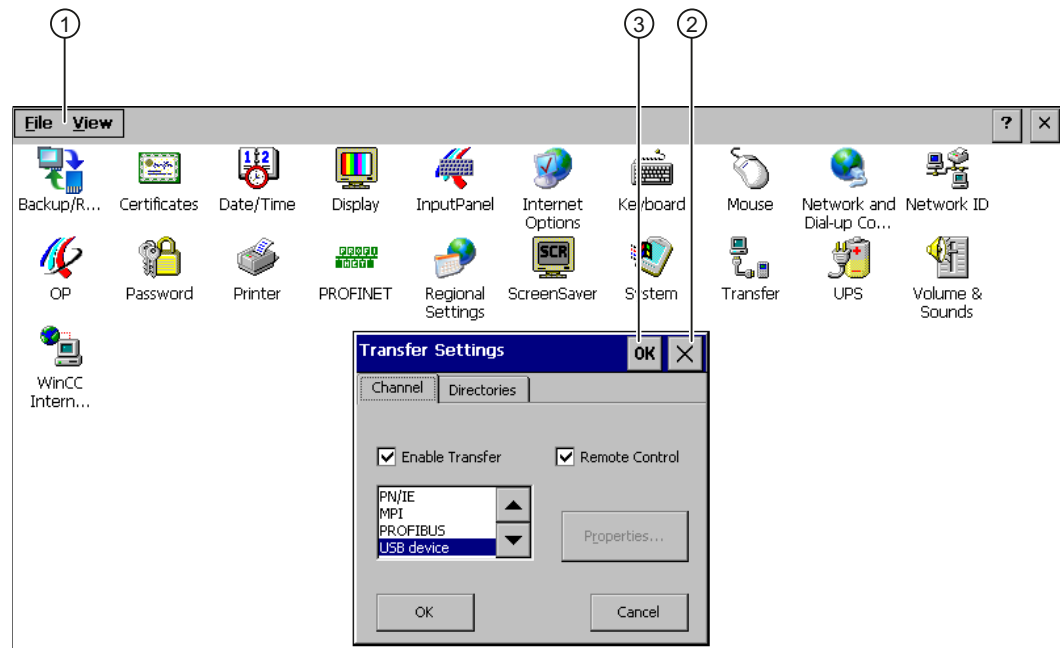 1
3
2
File View
? ×
Backup/R... Certificates Date/Time Display InputPanel Internet Options Keyboard Mouse Network and Dial-up Co... Network ID
OP Password Printer PROFINET Regional Settings ScreenSaver System Transfer UPS Volume & Sounds
WinCC Intern...
Transfer Settings OK ×
Channel Directories
Enable Transfer Remote Control
PN/IE
MPI
PROFIBUS
USB device
Properties...
OK Cancel